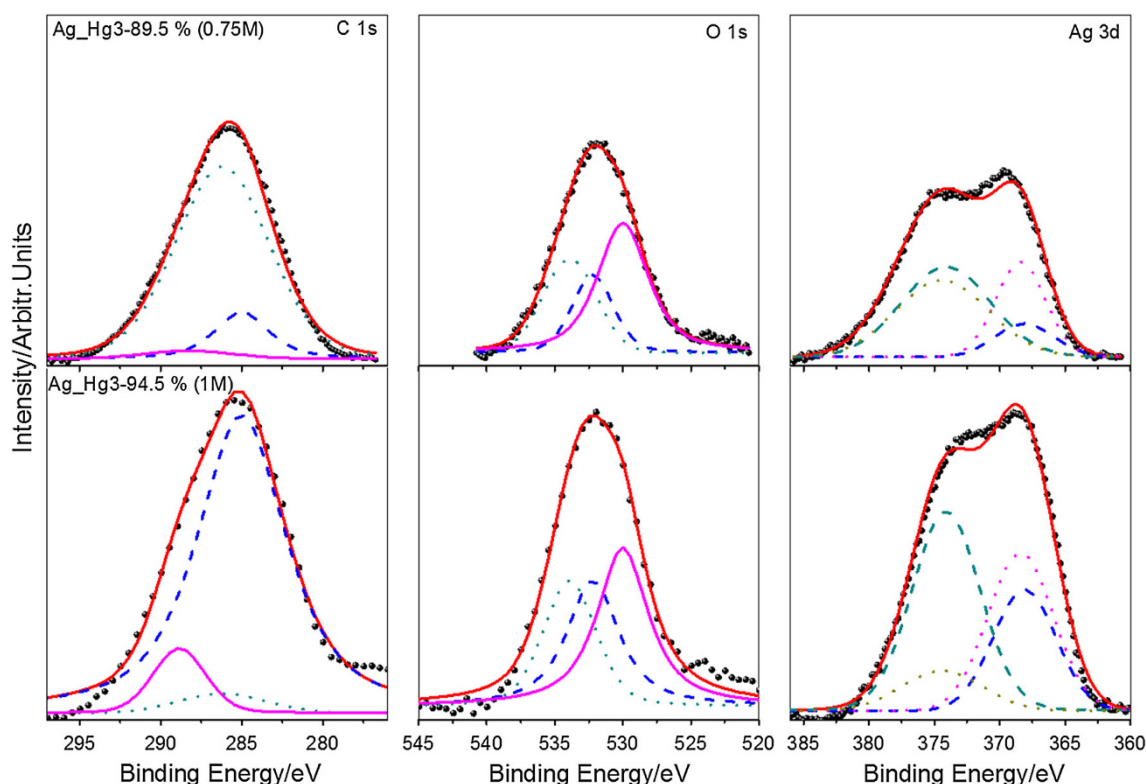 Ag_Hg3-89.5 % (0.75M)
C 1s
O 1s
Ag 3d
Intensity/Arbitr.Units
Ag_Hg3-94.5 % (1M)
295 290 285 280
545 540 535 530 525 520
385 380 375 370 365 360
Binding Energy/eV
Binding Energy/eV
Binding Energy/eV